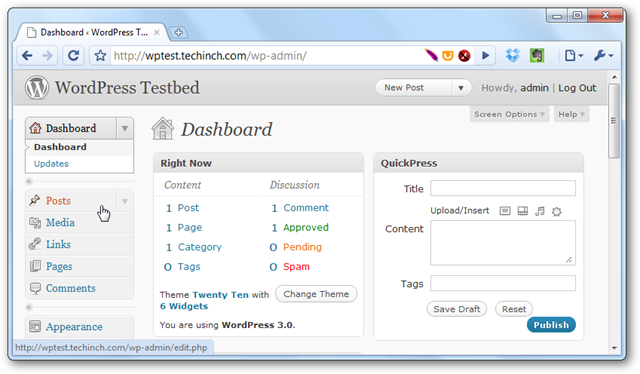 Dashboard ‹ WordPress T...
http://wptest.techinch.com/wp-admin/
WordPress Testbed
New Post
Howdy, admin | Log Out
Screen Options
Help
Dashboard
Dashboard
Updates
Posts
Media
Links
Pages
Comments
Appearance
Dashboard
Right Now
Content
Discussion
1 Post
1 Comment
1 Page
1 Approved
1 Category
0 Pending
0 Tags
0 Spam
Theme Twenty Ten with
6 Widgets
Change Theme
You are using WordPress 3.0.
QuickPress
Title
Upload/Insert
Content
Tags
Save Draft
Reset
Publish
http://wptest.techinch.com/wp-admin/edit.php